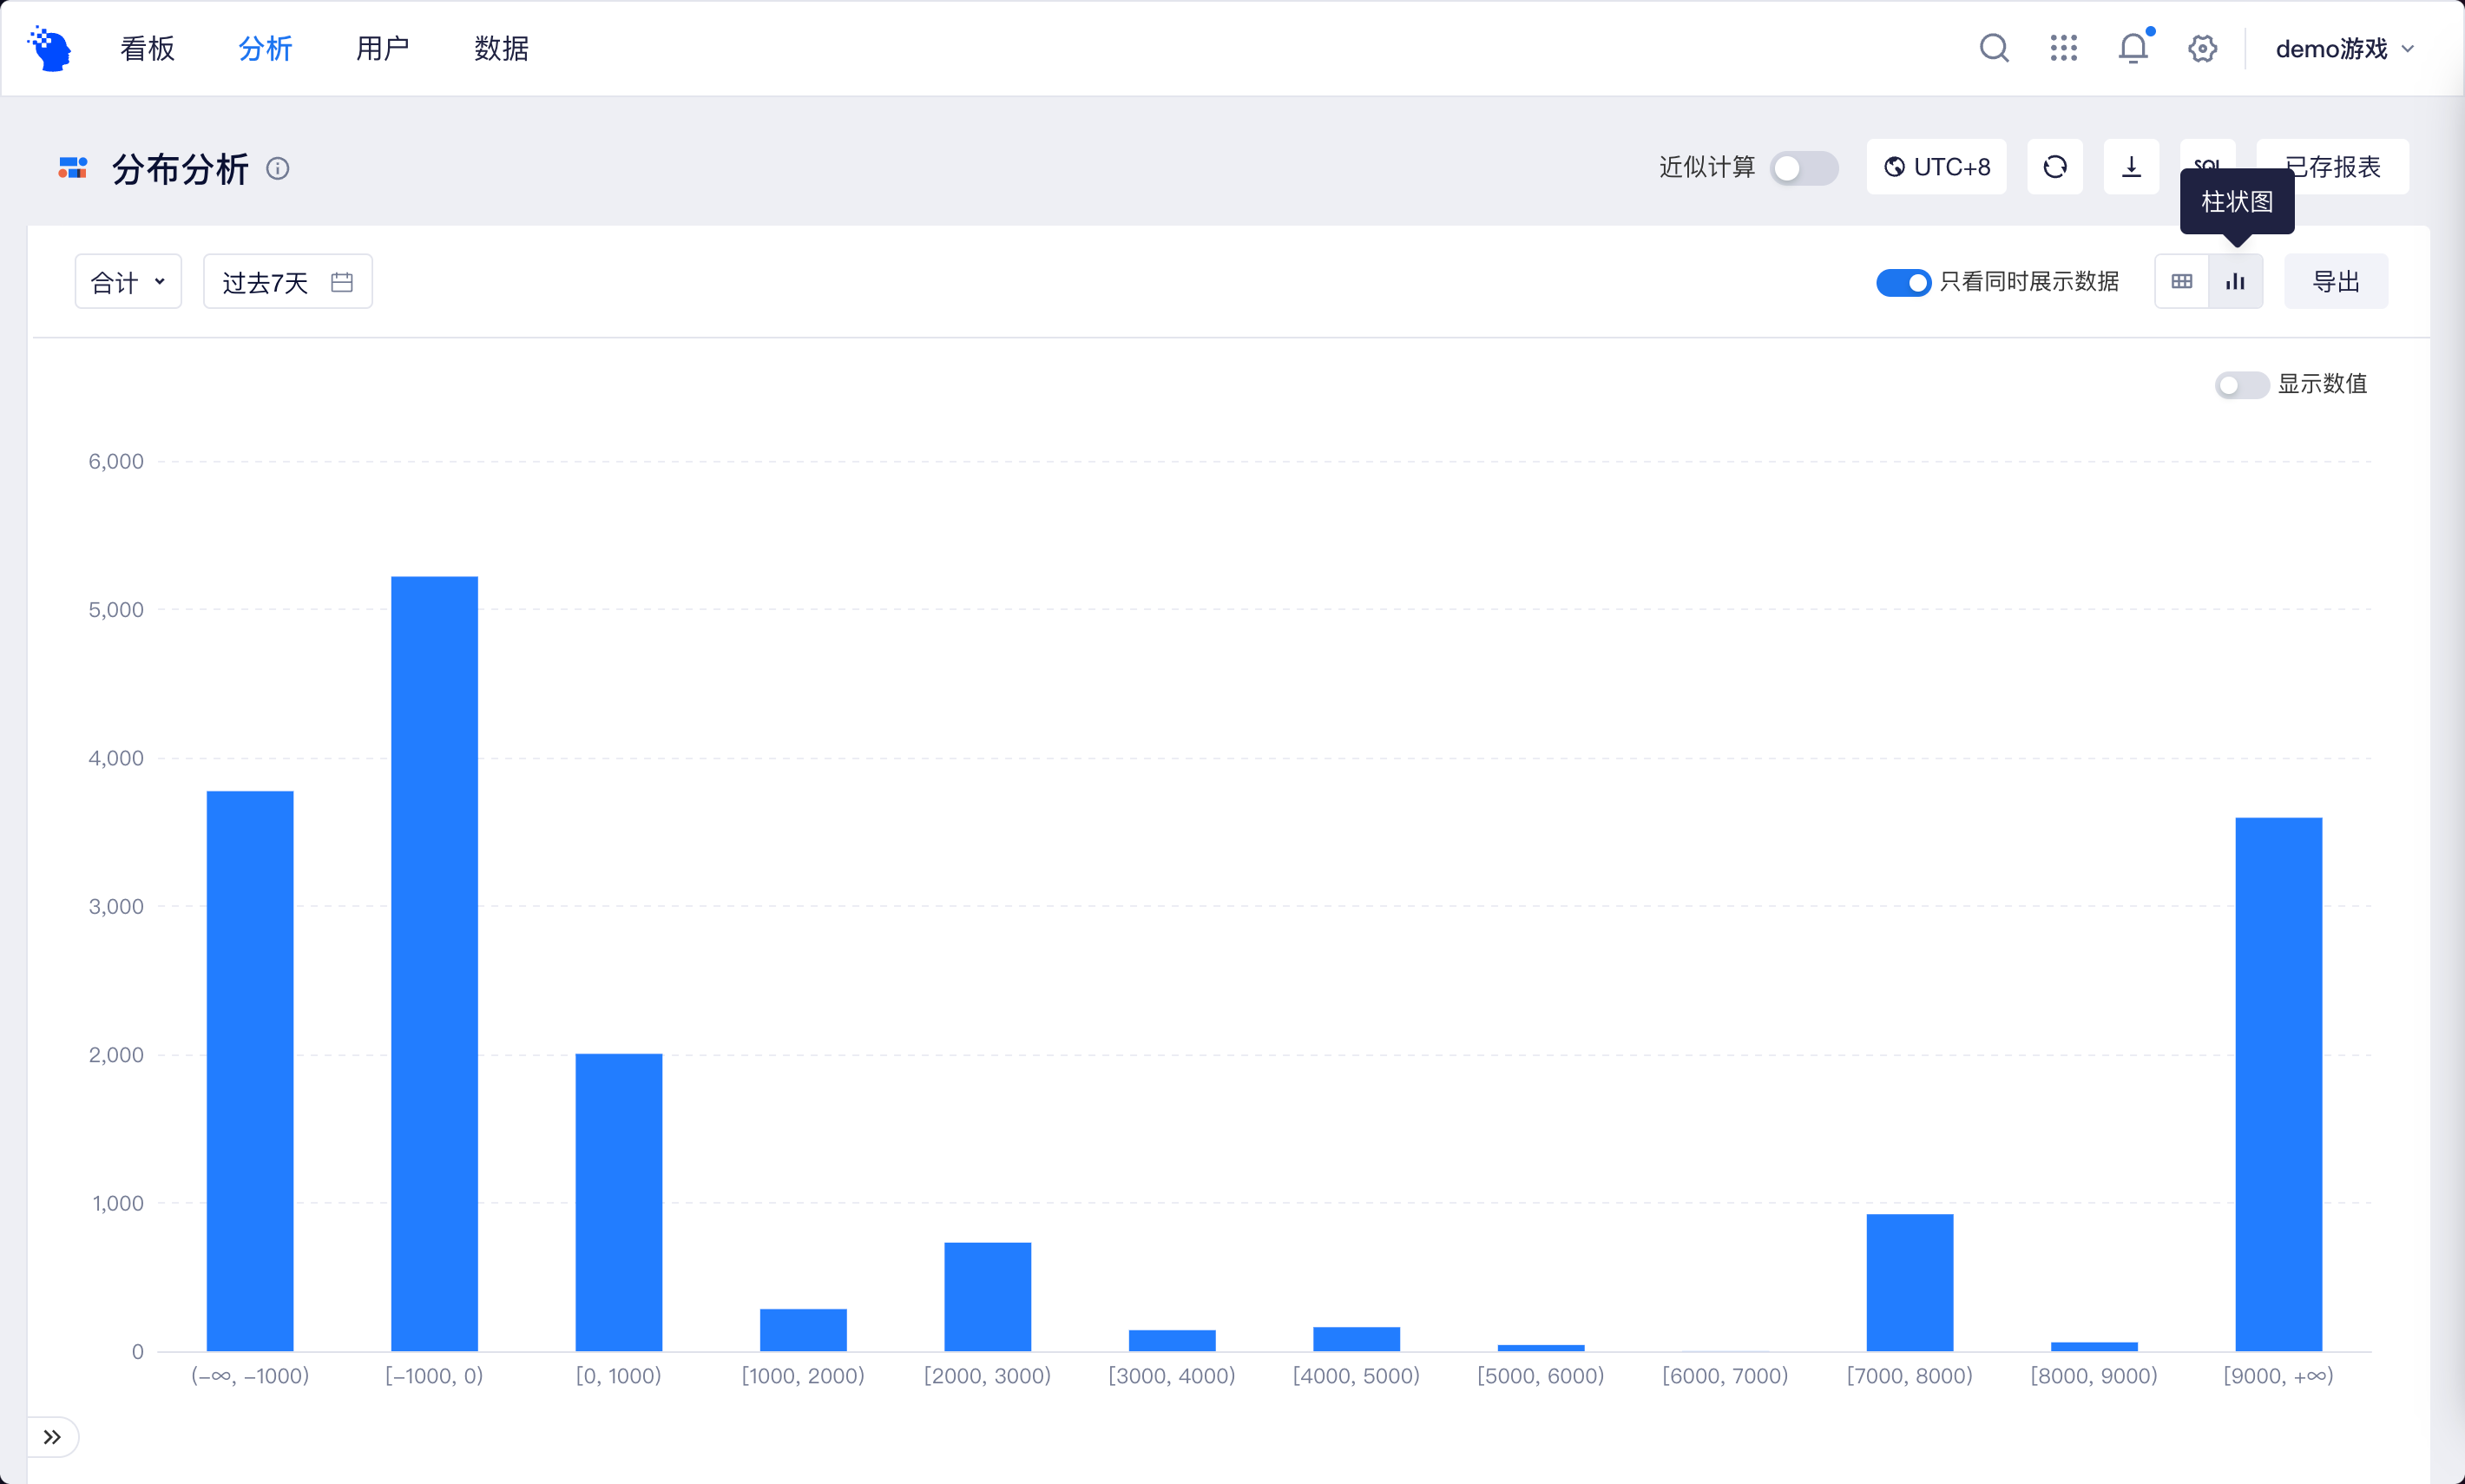 看板 分析 用户 数据 demo游戏
分布分析 近似计算 UTC+8 SQL 已存报表
柱状图
合计 过去7天 只看同时展示数据 导出
显示数值
6,000
5,000
4,000
3,000
2,000
1,000
0
(−∞, −1000) [−1000, 0) [0, 1000) [1000, 2000) [2000, 3000) [3000, 4000) [4000, 5000) [5000, 6000) [6000, 7000) [7000, 8000) [8000, 9000) [9000, +∞)